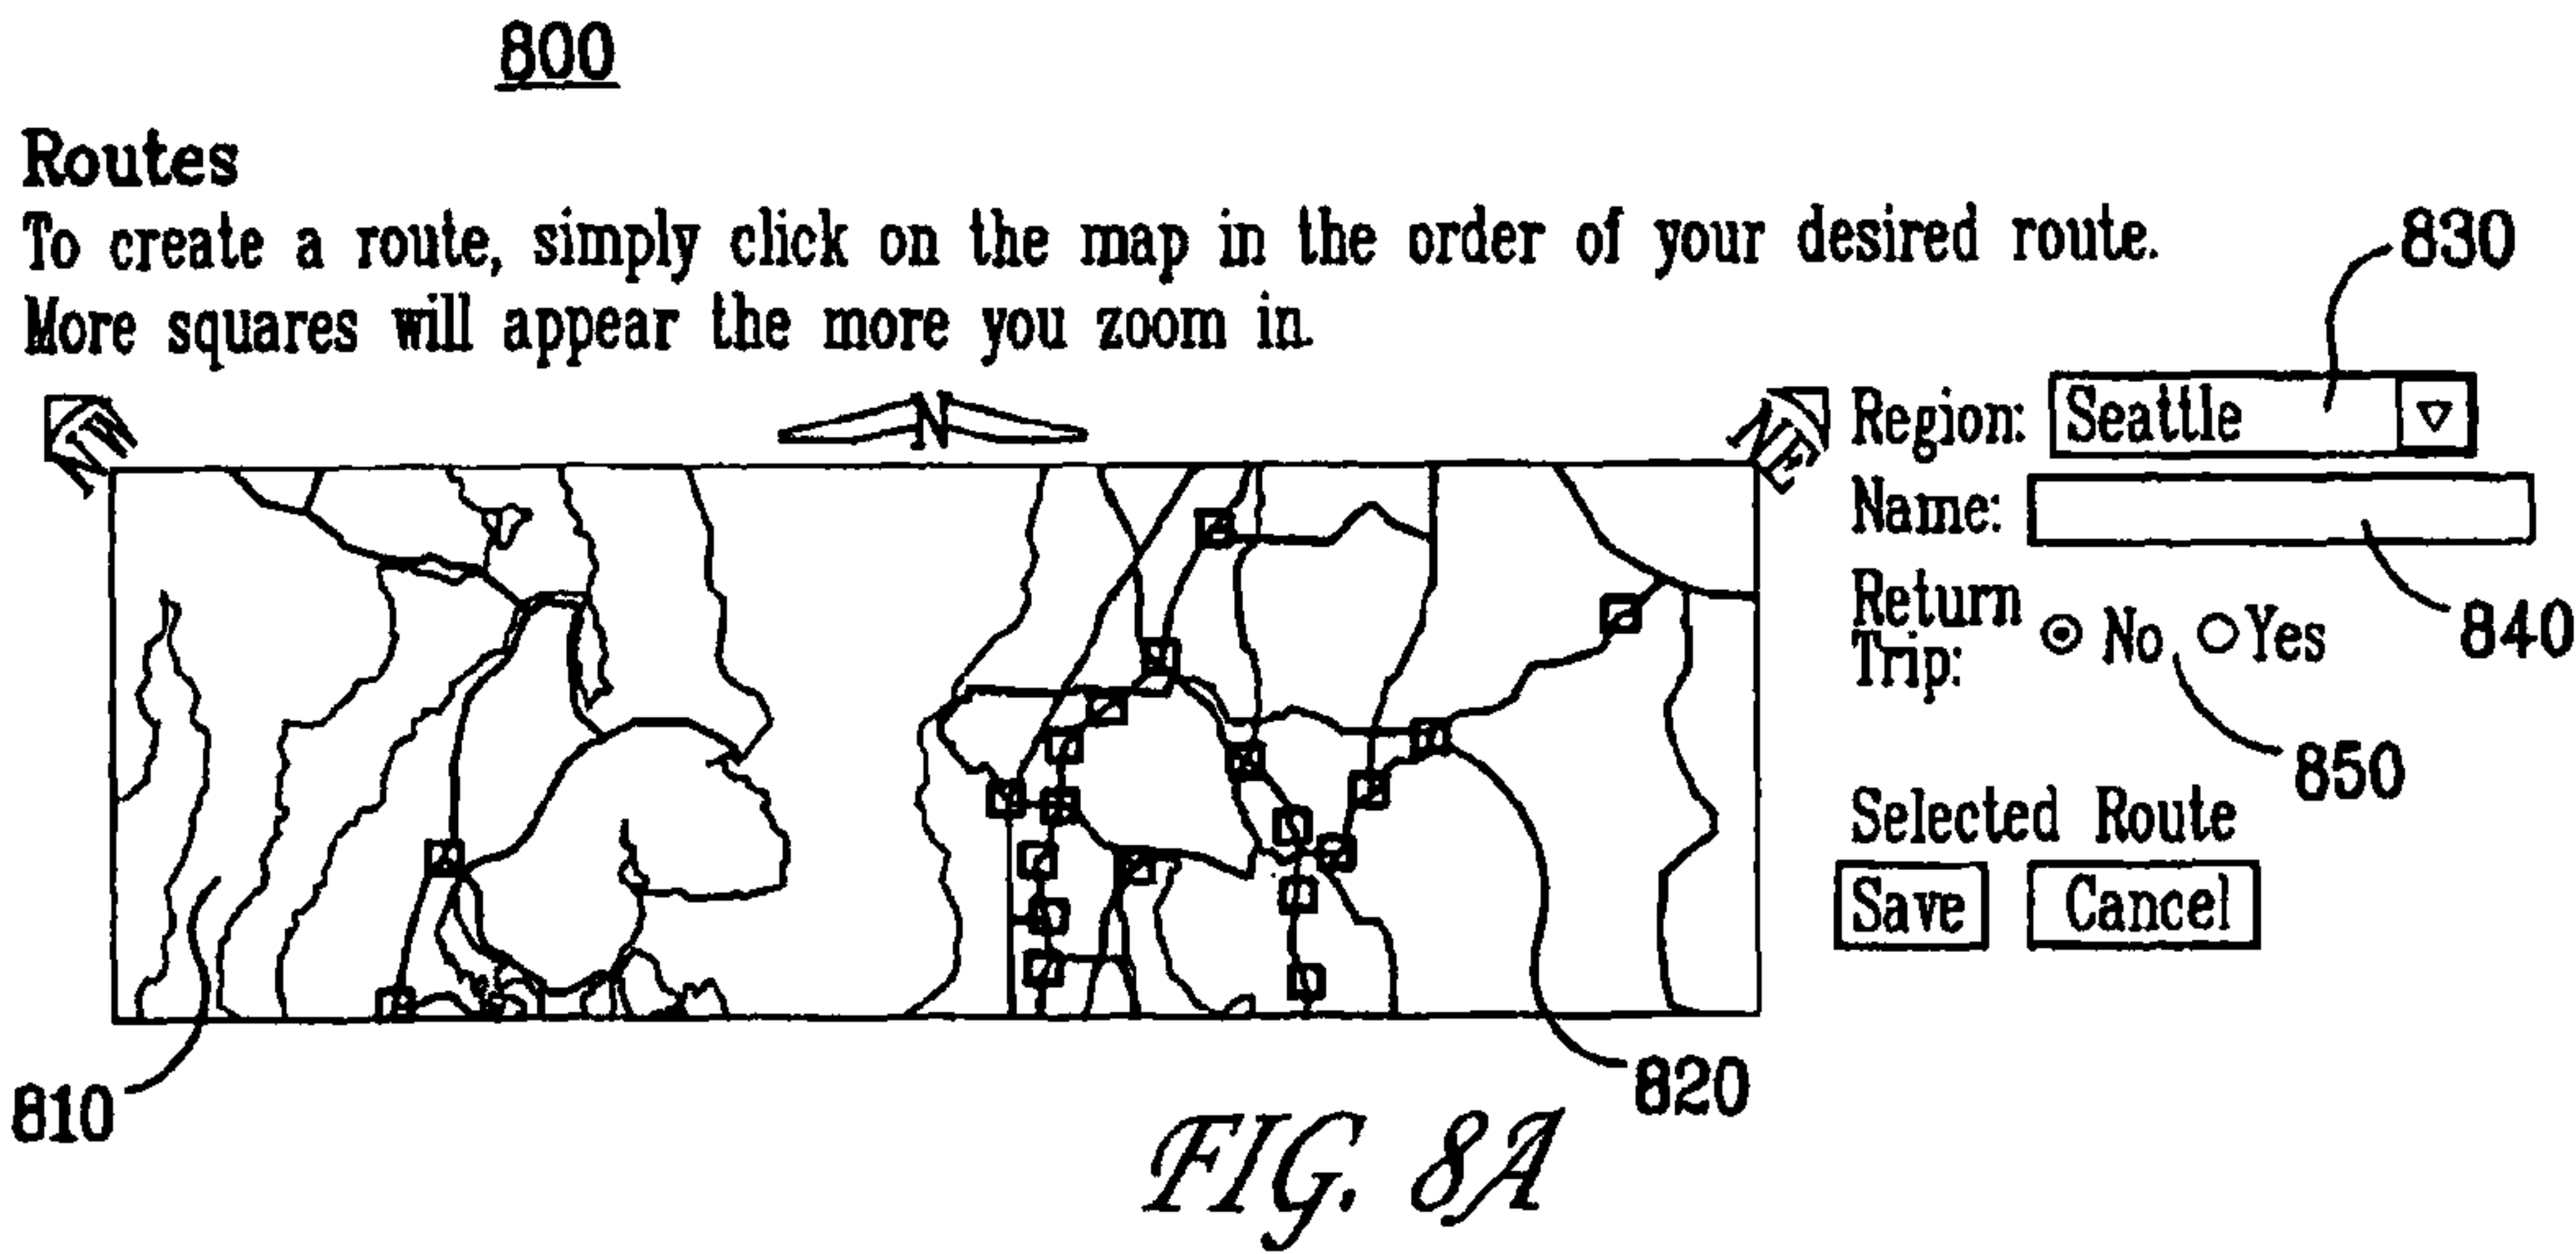 800
Routes
To create a route, simply click on the map in the order of your desired route.
More squares will appear the more you zoom in.
830
NW
N
NE
Region: Seattle
Name:
840
Return Trip: No Yes
850
Selected Route
Save Cancel
810
820
FIG. 8A